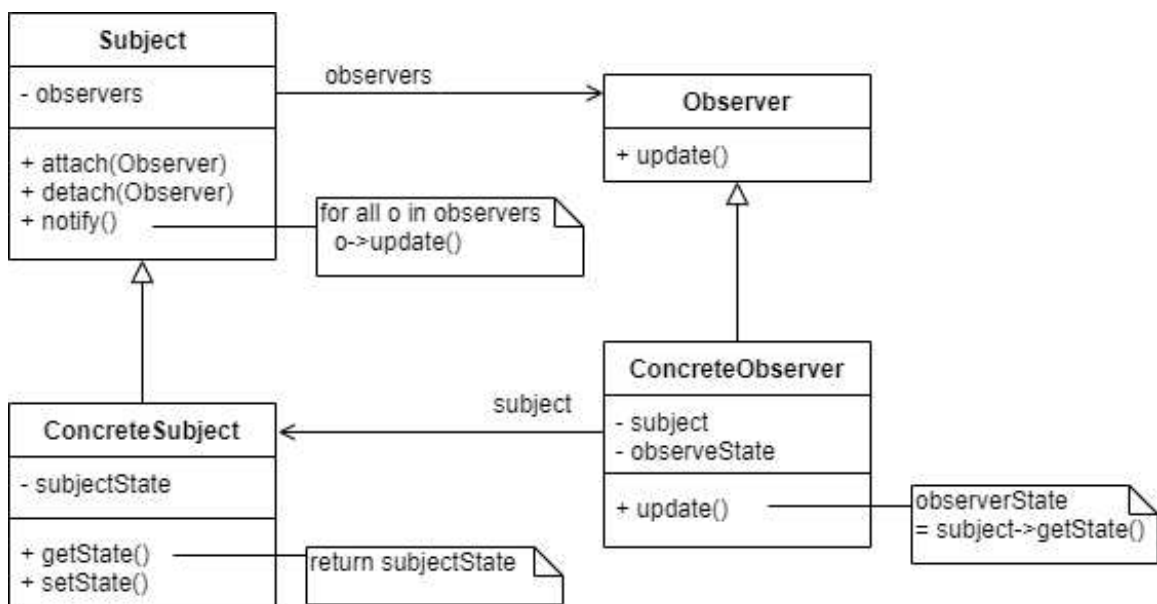 Subject
- observers
+ attach(Observer)
+ detach(Observer)
+ notify()
for all o in observers
o->update()
observers
Observer
+ update()
ConcreteSubject
- subjectState
+ getState()
+ setState()
return subjectState
subject
ConcreteObserver
- subject
- observeState
+ update()
observerState
= subject->getState()